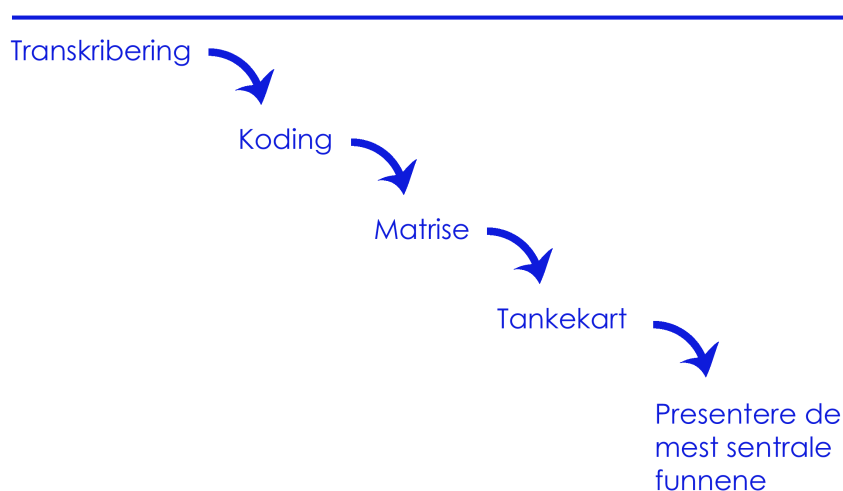 Transkribering
Koding
Matrise
Tankekart
Presentere de
mest sentrale
funnene